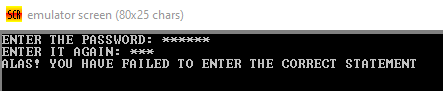 SCR emulator screen (80x25 chars)
ENTER THE PASSWORD: ******
ENTER IT AGAIN: ***
ALAS! YOU HAVE FAILED TO ENTER THE CORRECT STATEMENT